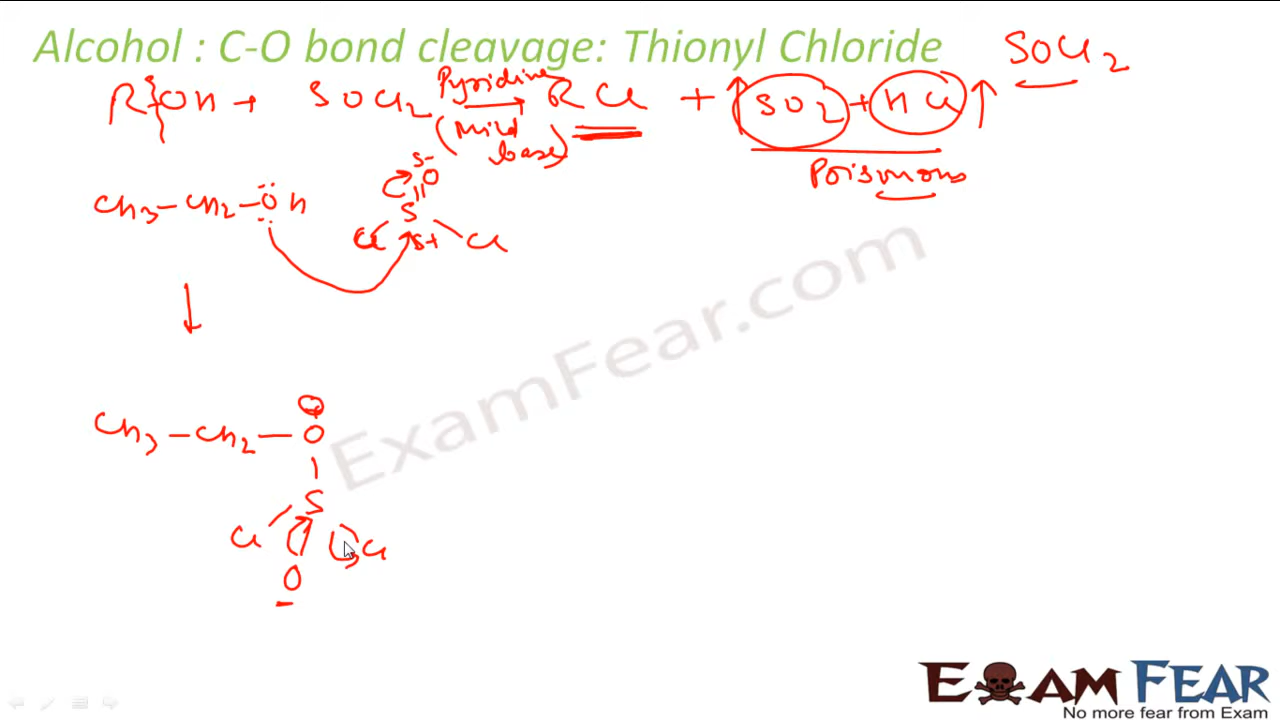 Alcohol : C-O bond cleavage: Thionyl Chloride
SOCl2
R OH + SOCl2 Pyridine (Mild base) RCl + SO2 + HCl
Poisnous
CH3-CH2-OH
δ-
O
S
Cl δ+ Cl
CH3-CH2-O
S
Cl Cl
O
-
ExamFear.com
EXAM FEAR
No more fear from Exam